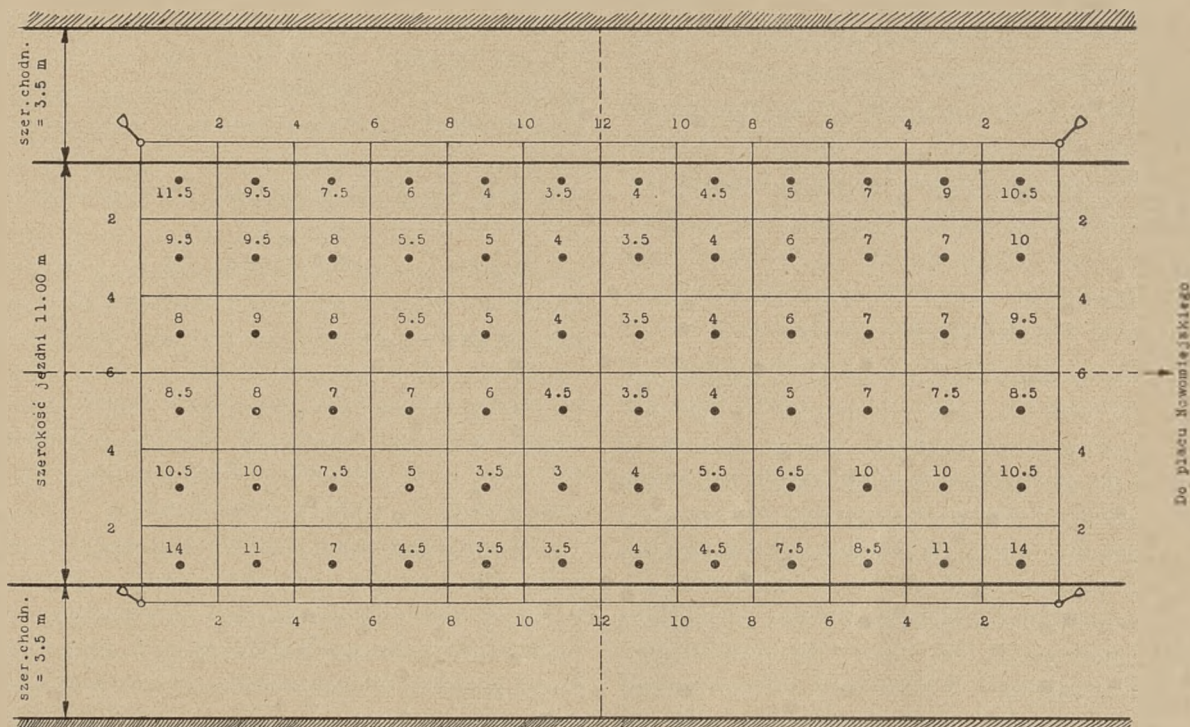 szer.chodn.
= 3.5 m
2 4 6 8 10 12 10 8 6 4 2
11.5 9.5 7.5 6 4 3.5 4 4.5 5 7 9 10.5
2 2
9.5 9.5 8 5.5 5 4 3.5 4 6 7 7 10
4 4
8 9 8 5.5 5 4 3.5 4 6 7 7 9.5
szerokość jezdni 11.00 m
6 6
Do placu Nowomiejskiego
8.5 8 7 7 6 4.5 3.5 4 5 7 7.5 8.5
4 4
10.5 10 7.5 5 3.5 3 4 5.5 6.5 10 10 10.5
2 2
14 11 7 4.5 3.5 3.5 4 4.5 7.5 8.5 11 14
szer.chodn.
= 3.5 m
2 4 6 8 10 12 10 8 6 4 2